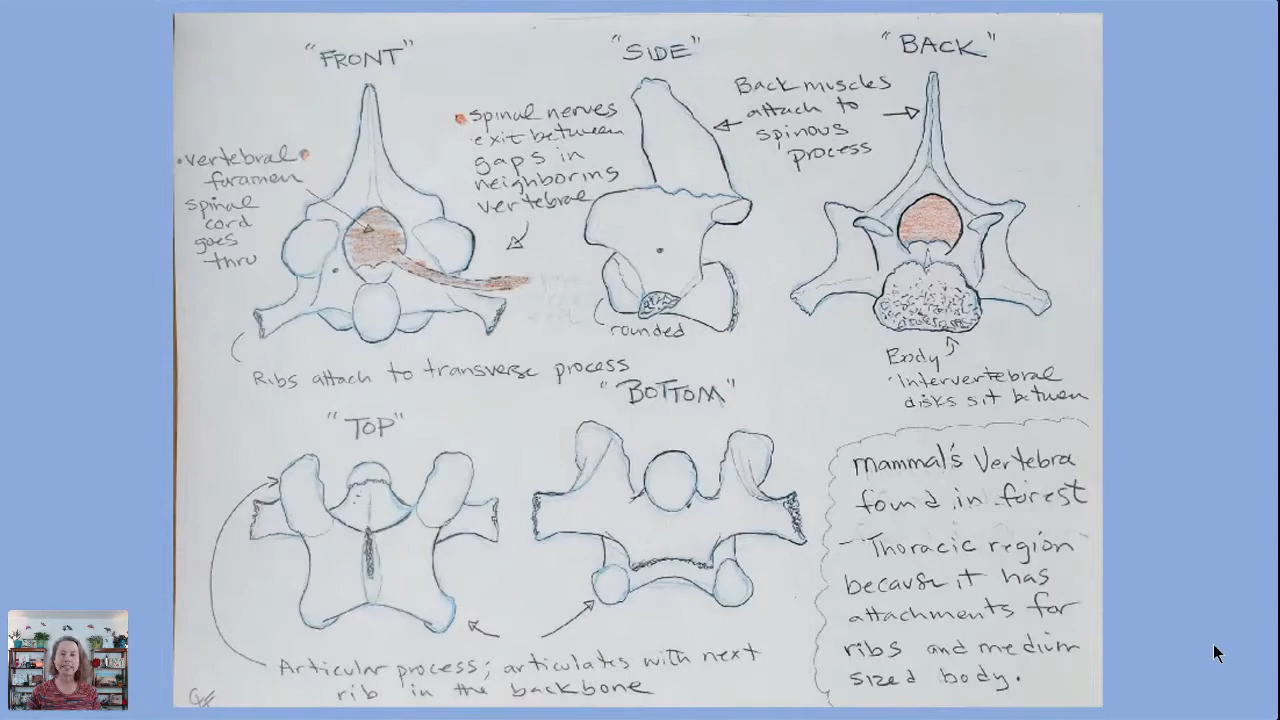 "FRONT"
"SIDE"
"BACK"
• spinal nerves
exit between
gaps in
neighboring
vertebrae
Back muscles
attach to
spinous
process
• vertebral
foramen
spinal
cord
goes
thru
rounded
Ribs attach to transverse process
Body
• Intervertebral
disks sit between
"TOP"
"BOTTOM"
mammal's Vertebra
found in forest
- Thoracic region
because it has
attachments for
ribs and medium
sized body.
Articular process; articulates with next
rib in the backbone